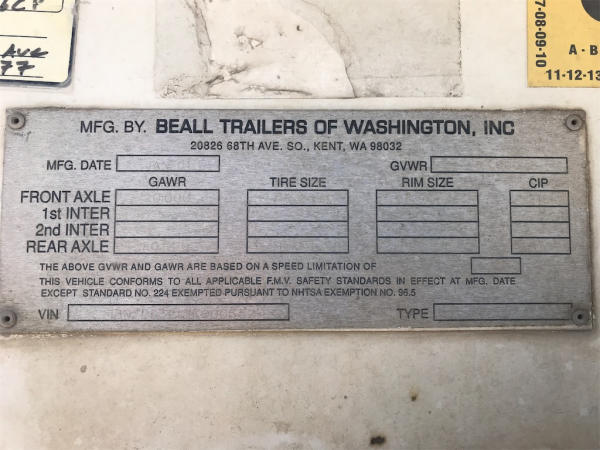 Ave
77
7-08-09-10
A-B
11-12-13
MFG. BY. BEALL TRAILERS OF WASHINGTON, INC
20826 68TH AVE. SO., KENT, WA 98032
MFG. DATE GVWR
GAWR TIRE SIZE RIM SIZE CIP
FRONT AXLE
1st INTER
2nd INTER
REAR AXLE
THE ABOVE GVWR AND GAWR ARE BASED ON A SPEED LIMITATION OF
THIS VEHICLE CONFORMS TO ALL APPLICABLE F.M.V. SAFETY STANDARDS IN EFFECT AT MFG. DATE
EXCEPT STANDARD NO. 224 EXEMPTED PURSUANT TO NHTSA EXEMPTION NO. 96.5
VIN TYPE